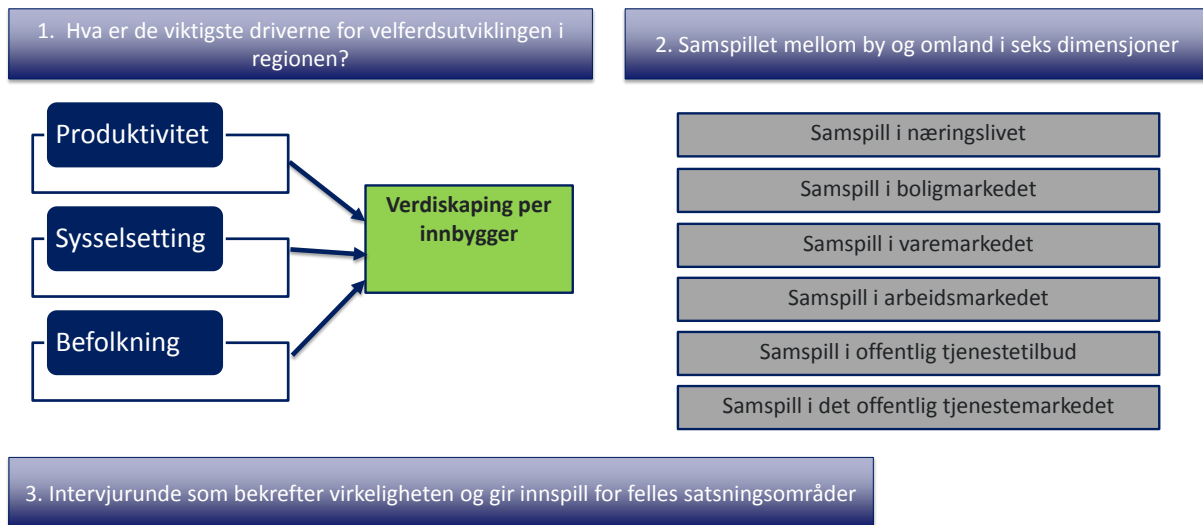 1. Hva er de viktigste driverne for velferdsutviklingen i
regionen?
Produktivitet
Sysselsetting
Befolkning
Verdiskaping per
innbygger
2. Samspillet mellom by og omland i seks dimensjoner
Samspill i næringslivet
Samspill i boligmarkedet
Samspill i varemarkedet
Samspill i arbeidsmarkedet
Samspill i offentlig tjenestetilbud
Samspill i det offentlig tjenestemarkedet
3. Intervjurunde som bekrefter virkeligheten og gir innspill for felles satsningsområder